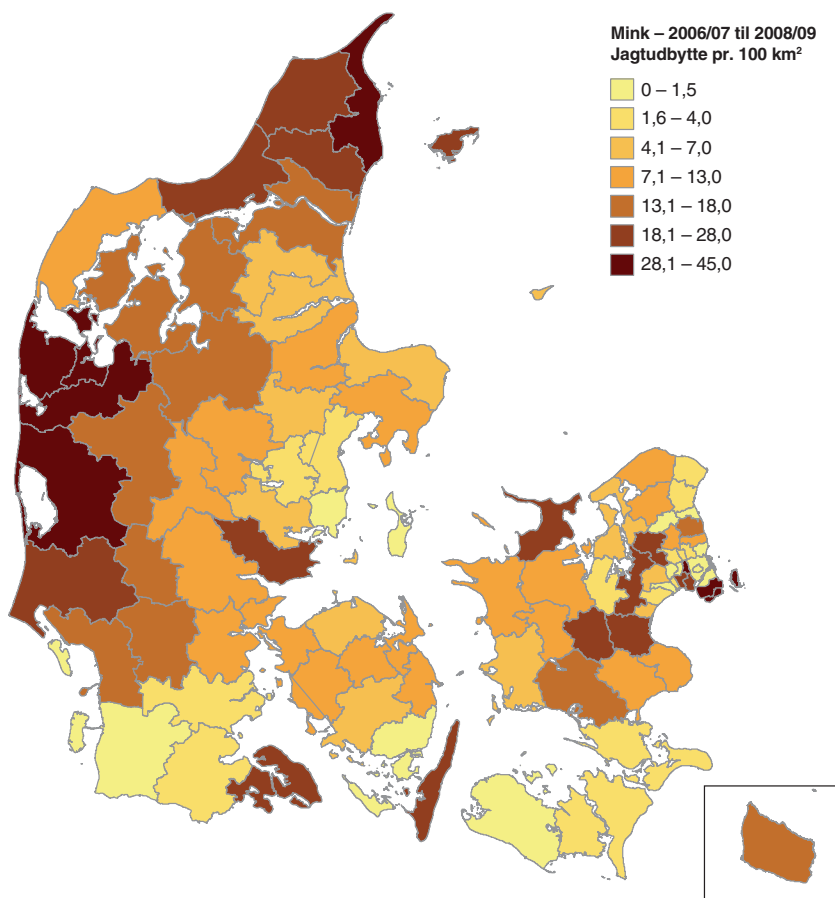 Mink – 2006/07 til 2008/09
Jagtudbytte pr. 100 km²
0 – 1,5
1,6 – 4,0
4,1 – 7,0
7,1 – 13,0
13,1 – 18,0
18,1 – 28,0
28,1 – 45,0